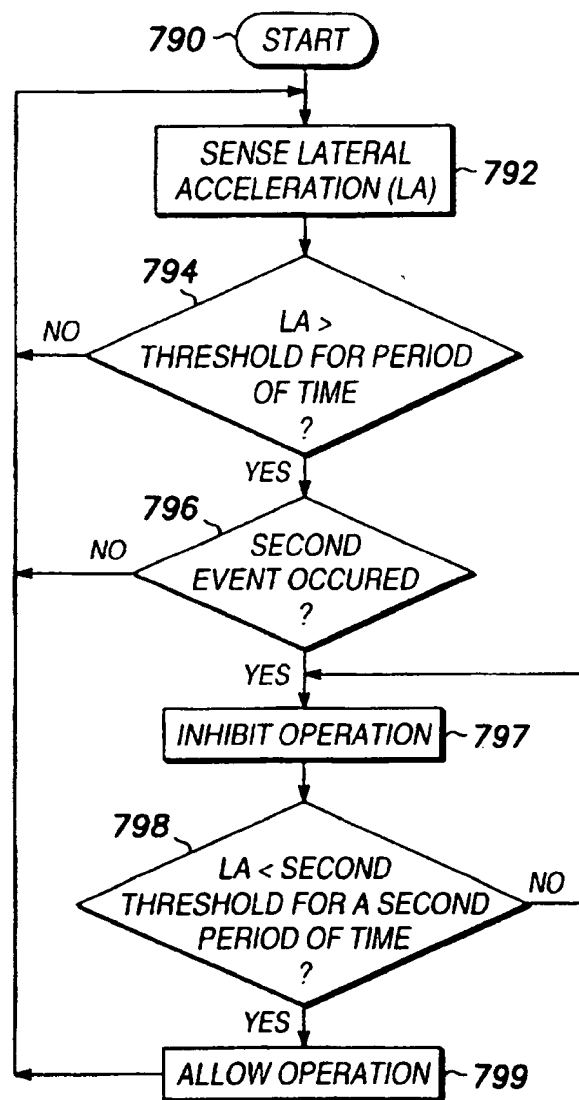 790
START
SENSE LATERAL
ACCELERATION (LA)
792
794
LA >
THRESHOLD FOR PERIOD
OF TIME
?
NO
YES
796
SECOND
EVENT OCCURED
?
NO
YES
INHIBIT OPERATION
797
798
LA < SECOND
THRESHOLD FOR A SECOND
PERIOD OF TIME
?
NO
YES
ALLOW OPERATION
799